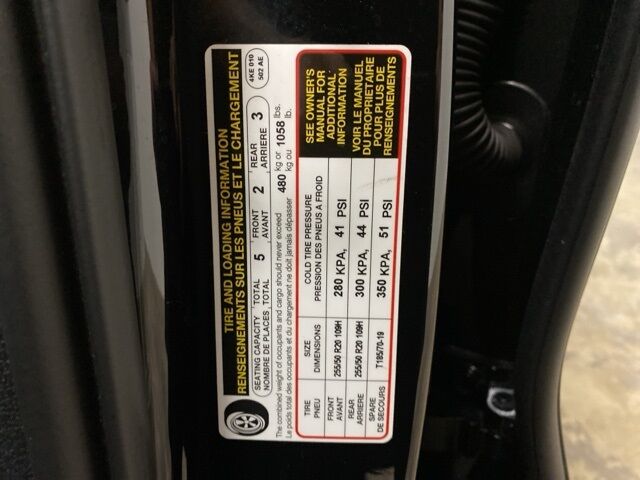 TIRE AND LOADING INFORMATION
RENSEIGNEMENTS SUR LES PNEUS ET LE CHARGEMENT
4KE 010
502 AE
SEATING CAPACITY TOTAL 5 FRONT 2 REAR 3
NOMBRE DE PLACES TOTAL AVANT ARRIERE
The combined weight of occupants and cargo should never exceed 480 kg or 1058 lbs.
Le poids total des occupants et du chargement ne doit jamais dépasser kg ou lb.
TIRE SIZE COLD TIRE PRESSURE
PNEU DIMENSIONS PRESSION DES PNEUS A FROID
FRONT
AVANT 255/50 R20 109H 280 KPA, 41 PSI
REAR
ARRIERE 255/50 R20 109H 300 KPA, 44 PSI
SPARE
DE SECOURS T185/70-19 350 KPA, 51 PSI
SEE OWNER'S
MANUAL FOR
ADDITIONAL
INFORMATION
VOIR LE MANUEL
DU PROPRIETAIRE
POUR PLUS DE
RENSEIGNEMENTS